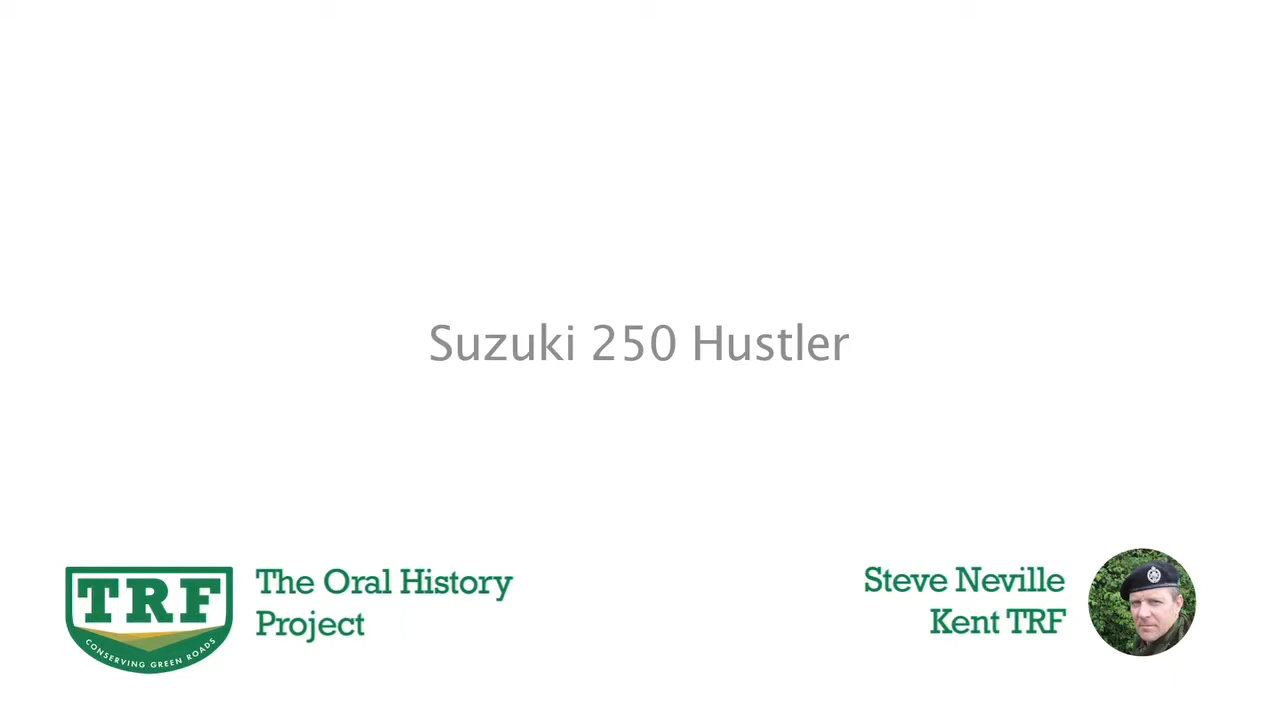 Suzuki 250 Hustler
TRF
CONSERVING GREEN ROADS
The Oral History
Project
Steve Neville
Kent TRF